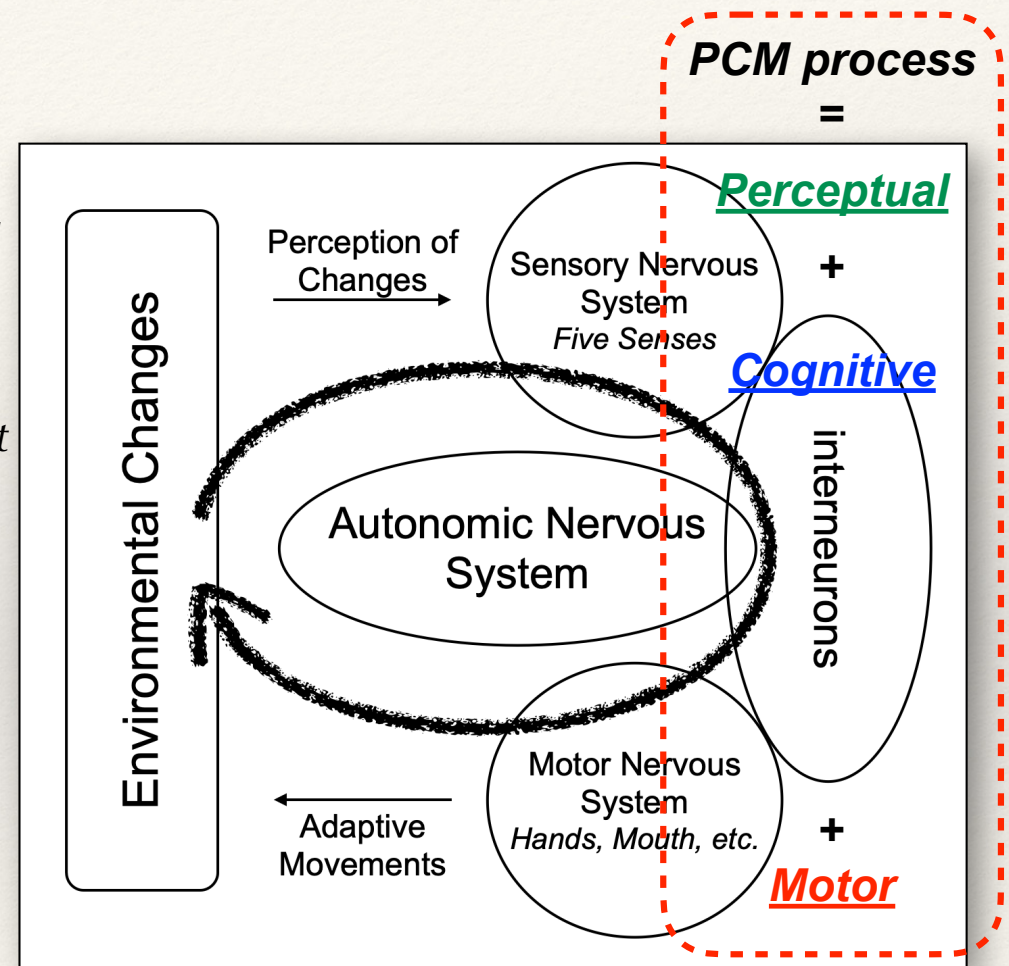 PCM process
=
Perceptual
+
Cognitive
interneurons
+
Motor
Environmental Changes
Perception of
Changes
Sensory Nervous
System
Five Senses
Autonomic Nervous
System
Motor Nervous
System
Hands, Mouth, etc.
Adaptive
Movements